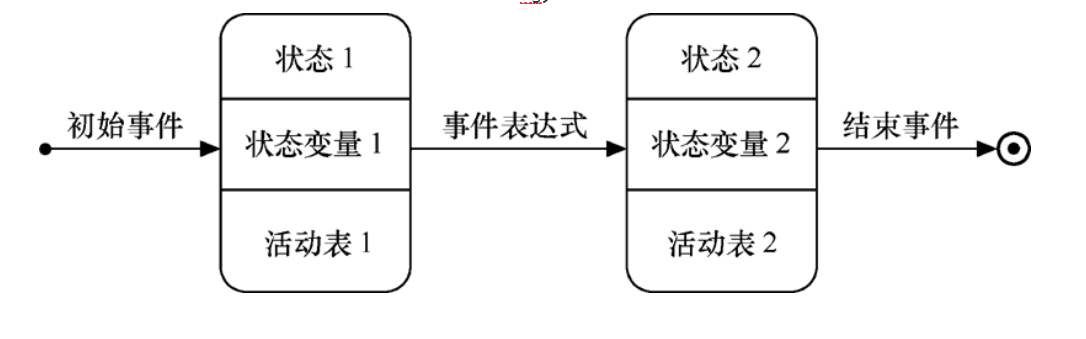 状态 1
状态 2
初始事件
状态变量 1
事件表达式
状态变量 2
结束事件
活动表 1
活动表 2